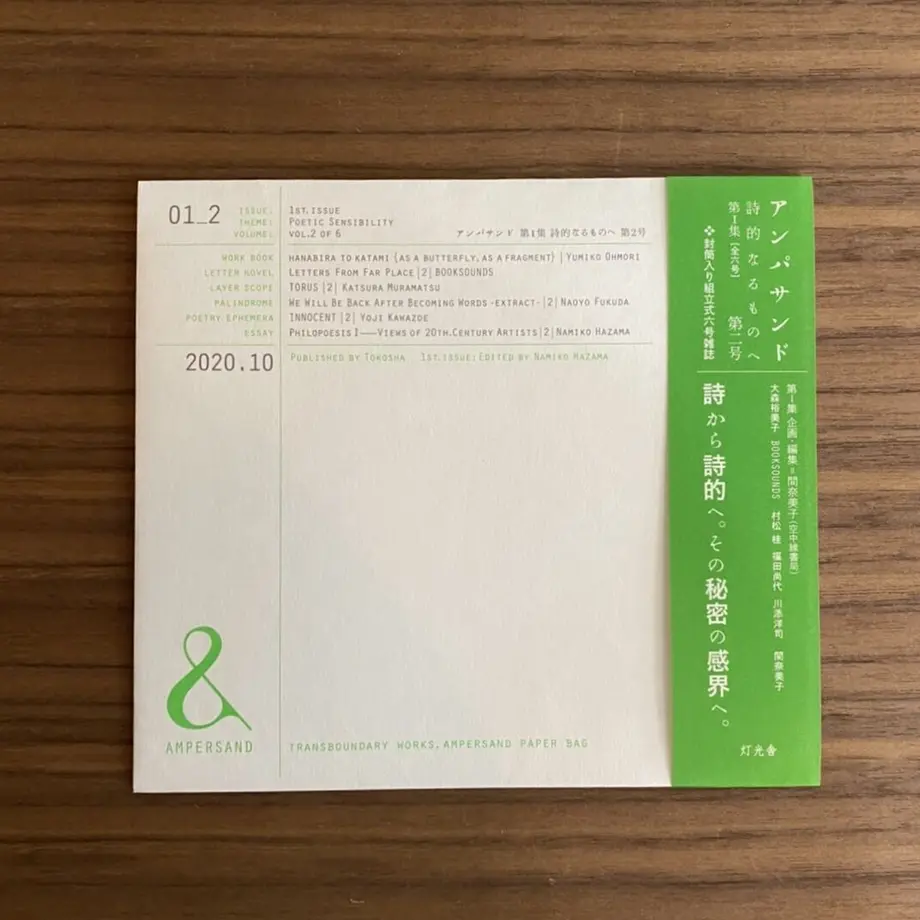 01_2
ISSUE:
THEME:
VOLUME:
1ST. ISSUE
POETIC SENSIBILITY
VOL.2 OF 6
アンパサンド 第1集 詩的なるものへ 第2号
WORK BOOK
HANABIRA TO KATAMI (AS A BUTTERFLY, AS A FRAGMENT) | YUMIKO OHMORI
LETTER NOVEL
LETTERS FROM FAR PLACE |2| BOOKSOUNDS
LAYER SCOPE
TORUS |2| KATSURA MURAMATSU
PALINDROME
WE WILL BE BACK AFTER BECOMING WORDS -EXTRACT- |2| NAOYO FUKUDA
POETRY EPHEMERA
INNOCENT |2| YOJI KAWAZOE
ESSAY
PHILOPOESIS I——VIEWS OF 20TH.CENTURY ARTISTS |2| NAMIKO HAZAMA
2020.10
PUBLISHED BY TOKOSHA 1ST.ISSUE:EDITED BY NAMIKO HAZAMA
&
AMPERSAND
TRANSBOUNDARY WORKS, AMPERSAND PAPER BAG
アンパサンド
詩的なるものへ
第1集〔全六号〕 第二号
❖封筒入り組立式六号雑誌
第1集 企画・編集=間奈美子(空中線書局)
大森裕美子 BOOKSOUNDS 村松 桂 福田尚代 川添洋司 間奈美子
詩から詩的へ。その秘密の感界へ。
灯光舎